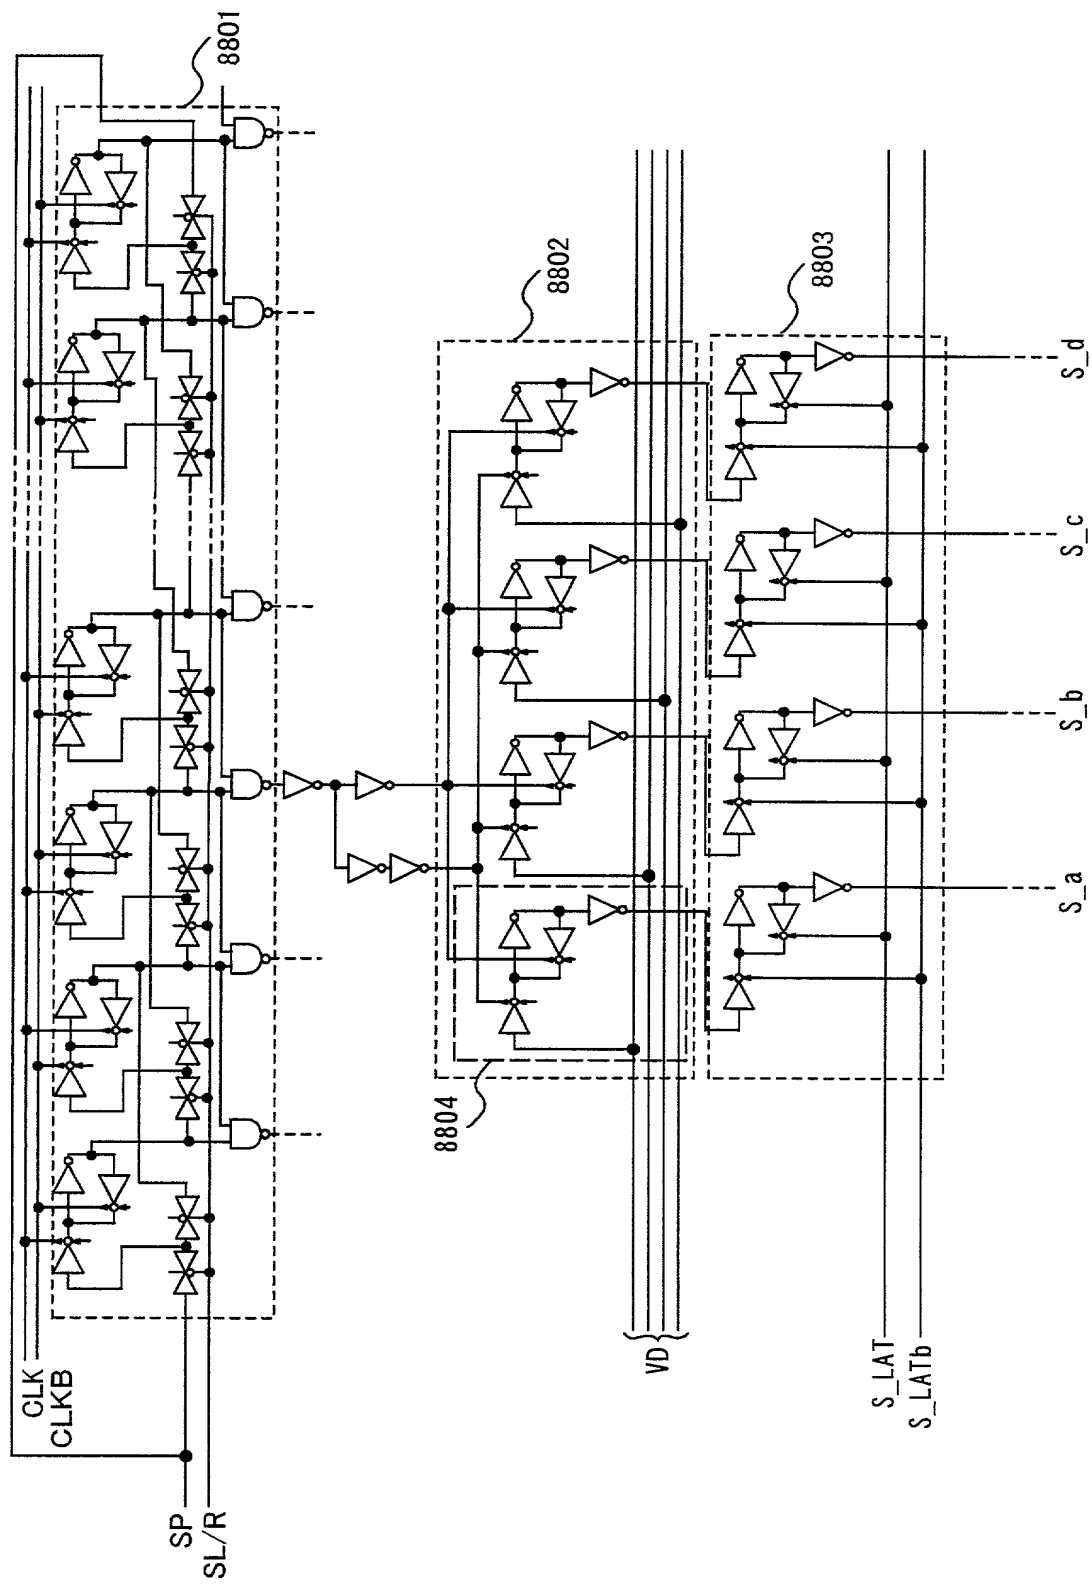 CLK
CLKB
SP
SL/R
8801
8802
8803
8804
VD
S_LAT
S_LATb
S_a
S_b
S_c
S_d